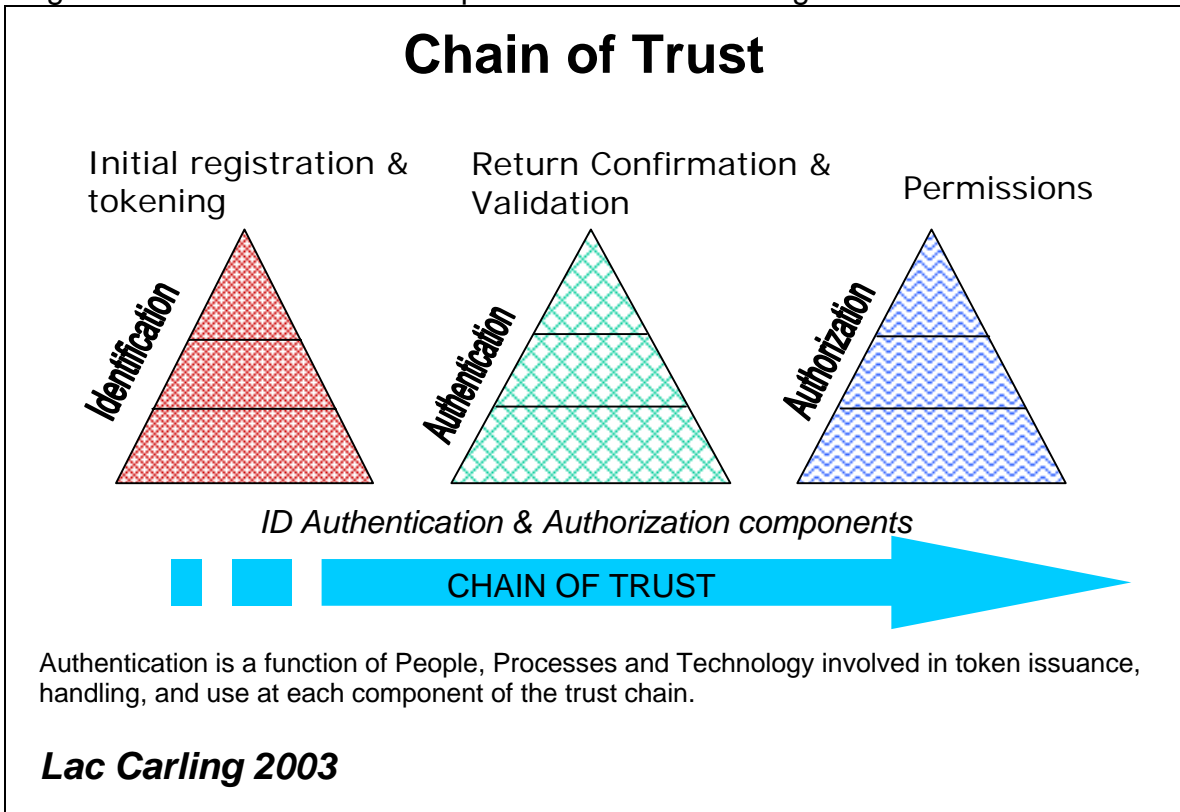 Chain of Trust
Initial registration &
tokening
Return Confirmation &
Validation
Permissions
Identification
Authentication
Authorization
ID Authentication & Authorization components
CHAIN OF TRUST
Authentication is a function of People, Processes and Technology involved in token issuance,
handling, and use at each component of the trust chain.
Lac Carling 2003